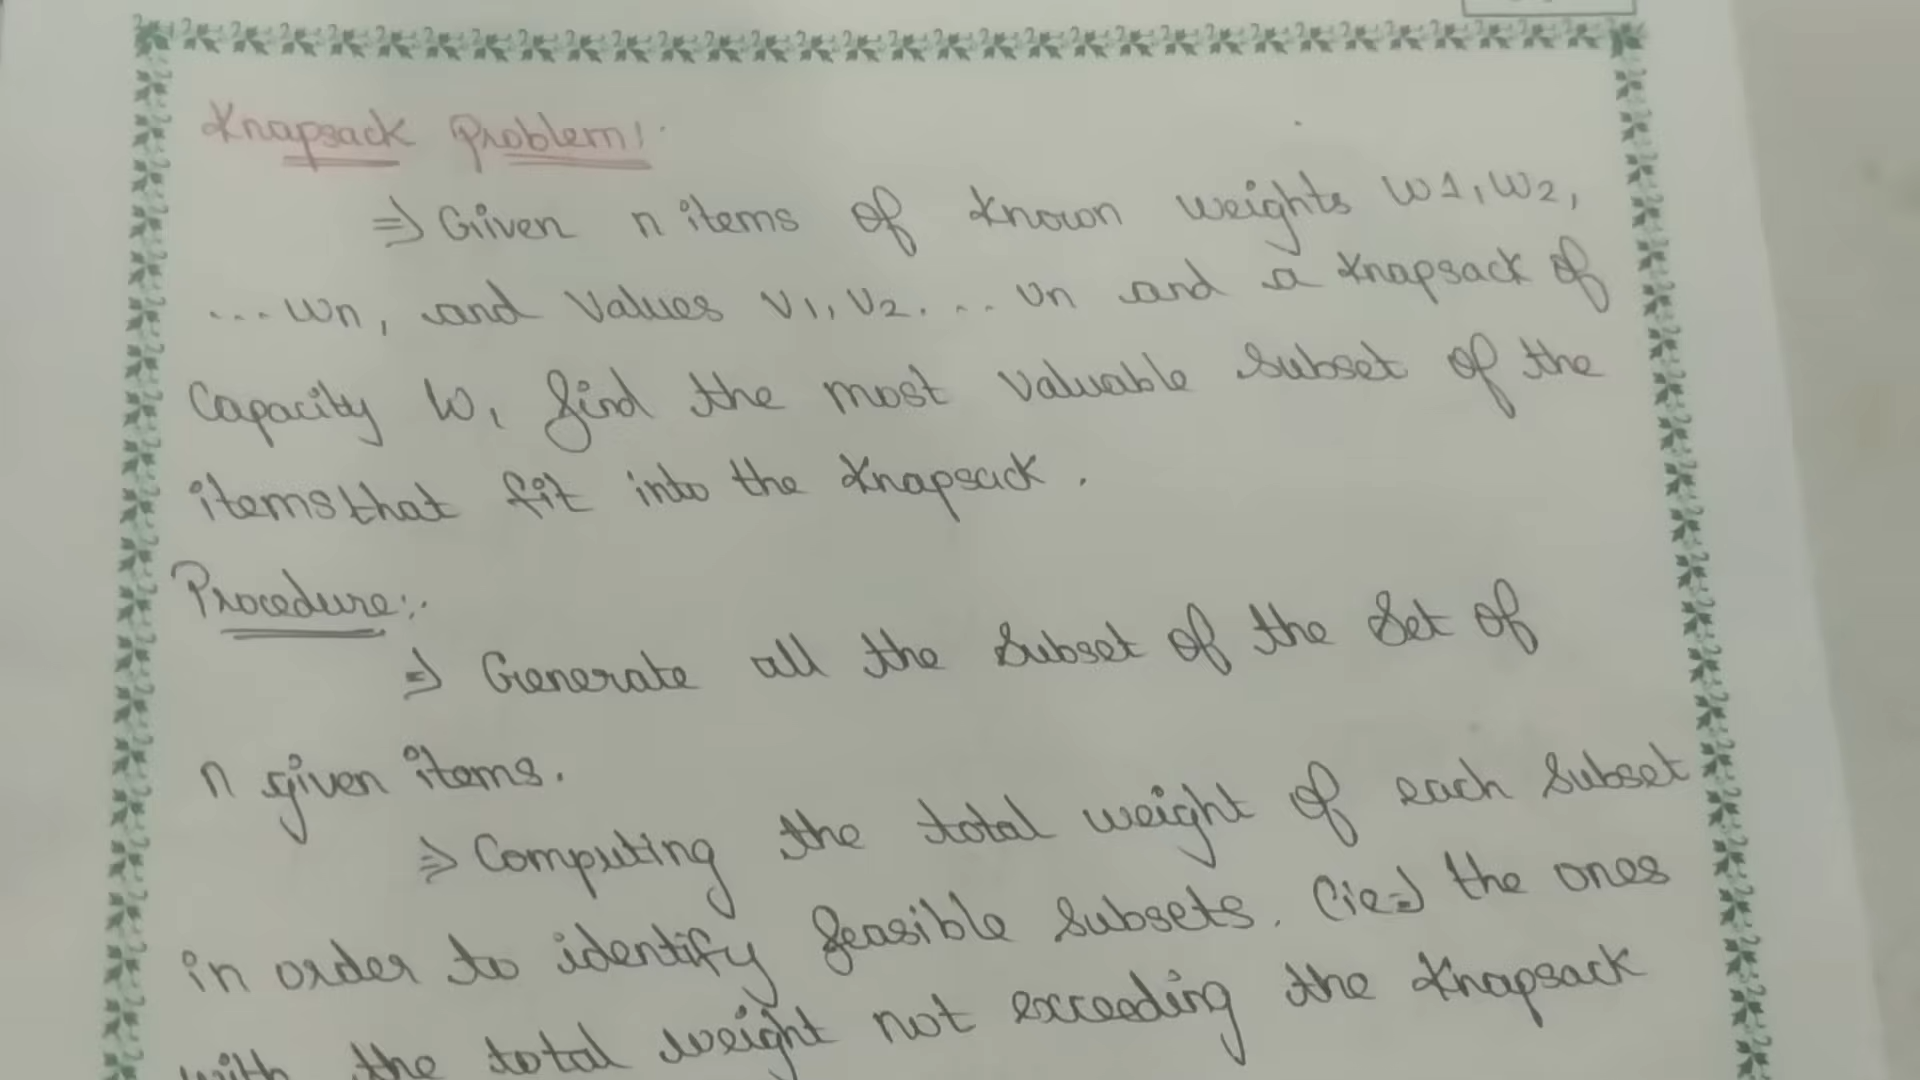 Knapsack Problem:
⇒ Given n items of known weights w1, w2,
... wn, and values v1, v2. ... vn and a knapsack of
Capacity W, find the most valuable subset of the
items that fit into the knapsack.
Procedure:
⇒ Generate all the Subset of the Set of
n given items.
⇒ Computing the total weight of each Subset
in order to identify feasible Subsets. (ie⇒) the ones
with the total weight not exceeding the knapsack